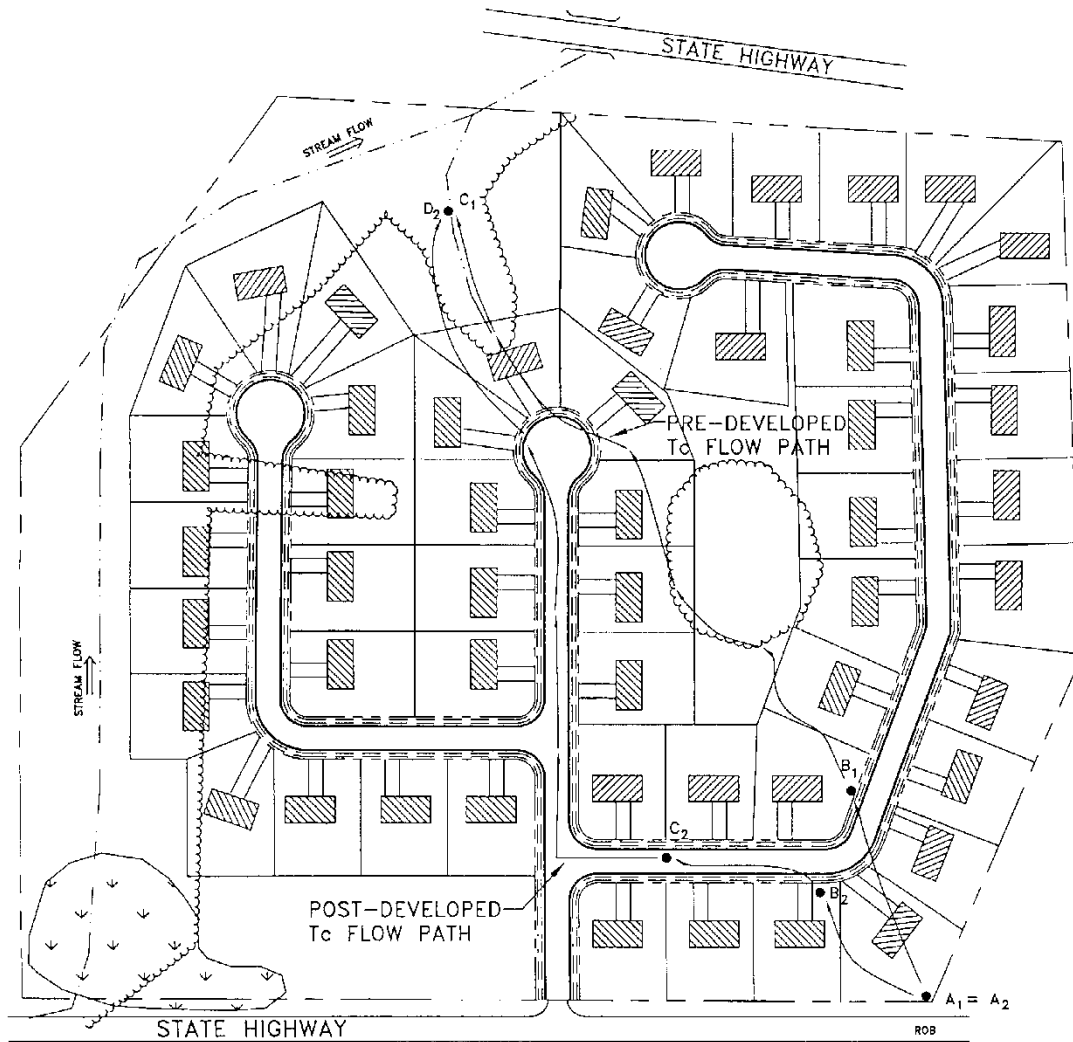 STATE HIGHWAY
STREAM FLOW
D2
C1
PRE-DEVELOPED
Tc FLOW PATH
STREAM FLOW
B1
C2
B2
POST-DEVELOPED
Tc FLOW PATH
A1 = A2
STATE HIGHWAY
ROB